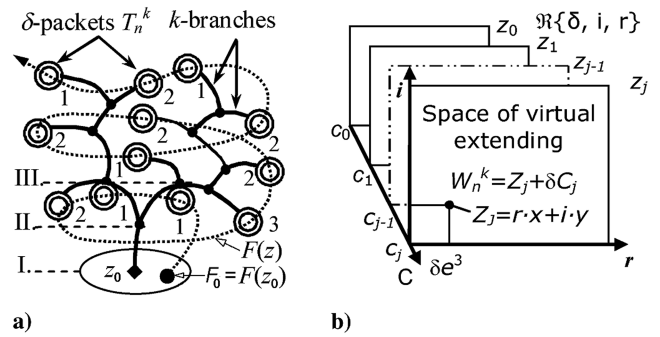 δ-packets Tₙᵏ
k-branches
1
2
1
2
2
2
1
2
III.
1
2
1
1
3
II.
F(z)
I.
z₀
F₀=F(z₀)
a)
ℜ{δ, i, r}
z₀
z₁
zⱼ₋₁
zⱼ
i
Space of virtual
extending
Wₙᵏ=Zⱼ+δCⱼ
Zⱼ=r·x+i·y
c₀
c₁
cⱼ₋₁
cⱼ
C
δe³
r
b)